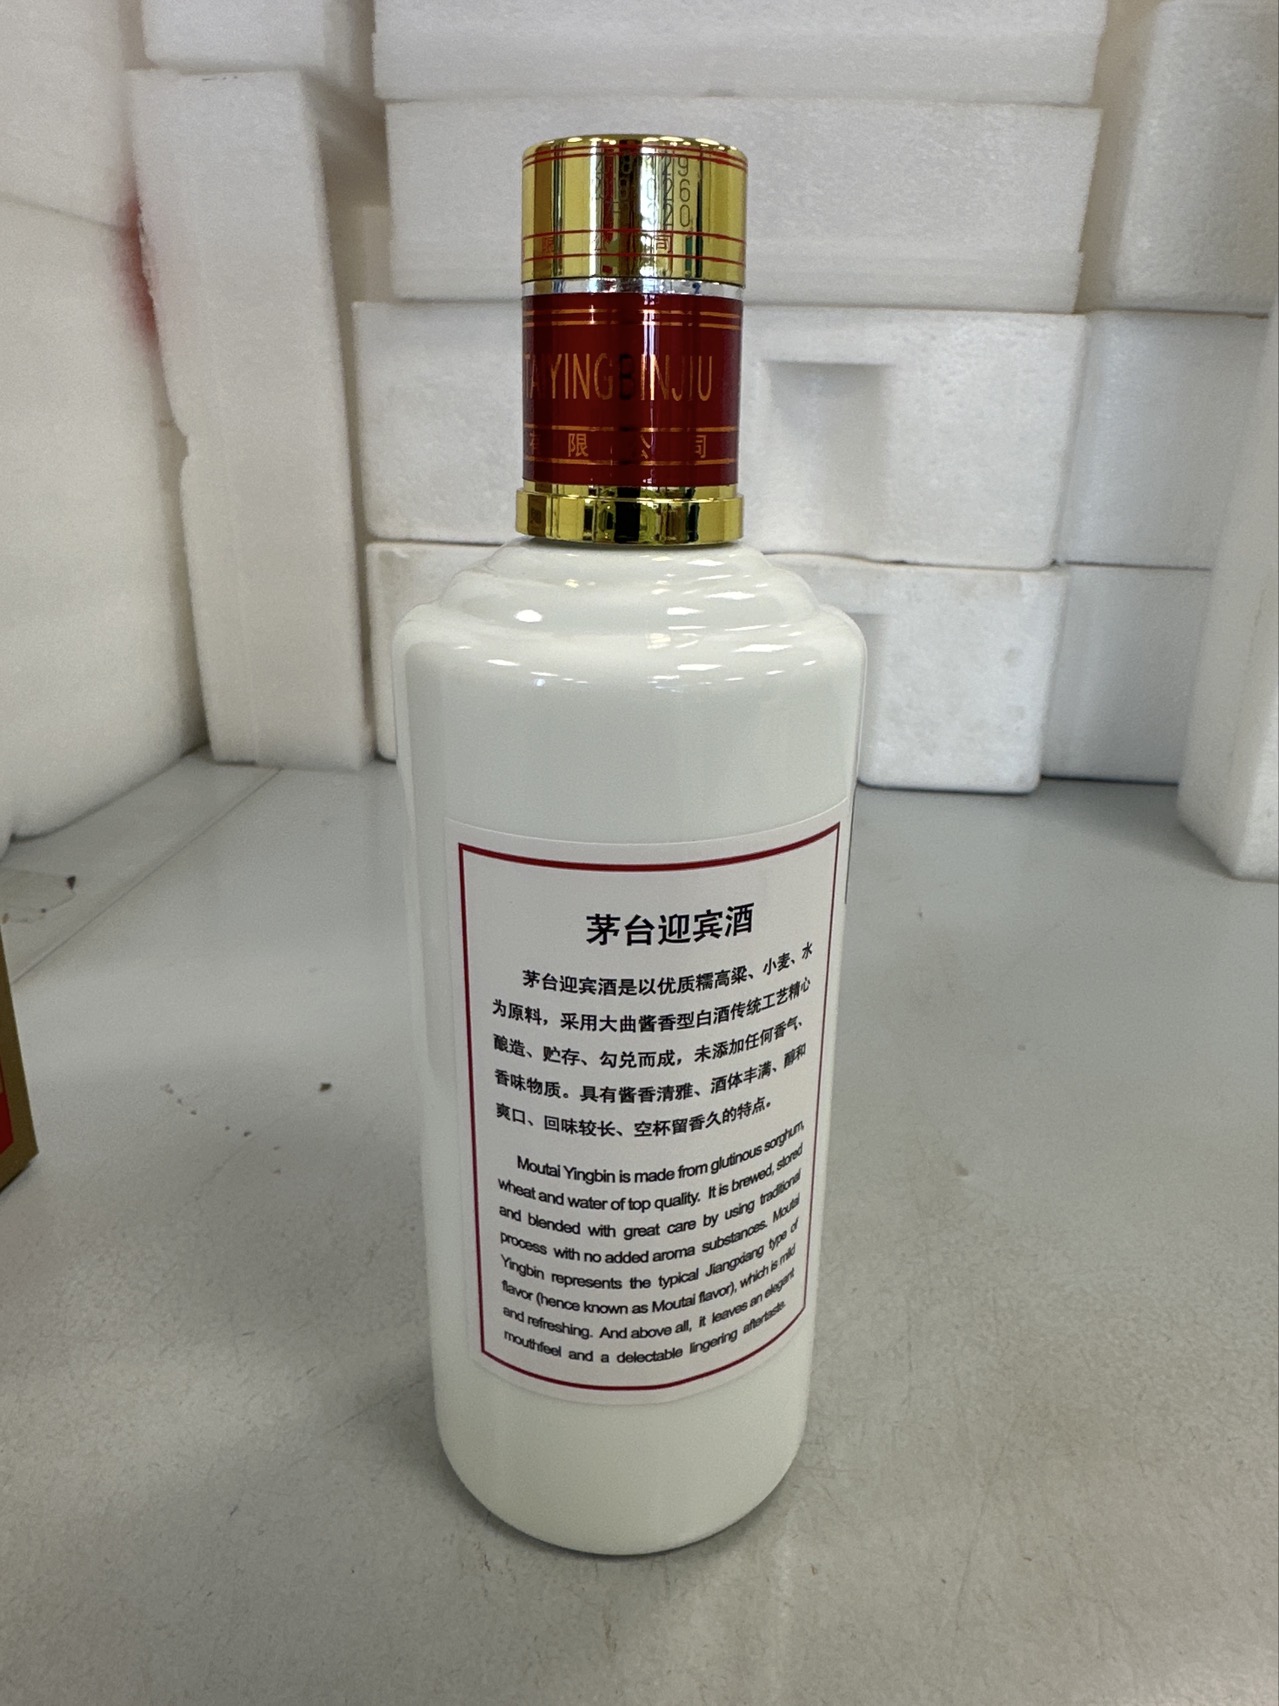 TAIYINGBINJIU
有限公司
茅台迎宾酒
茅台迎宾酒是以优质糯高粱、小麦、水
为原料，采用大曲酱香型白酒传统工艺精心
酿造、贮存、勾兑而成，未添加任何香气、
香味物质。具有酱香清雅、酒体丰满、醇和
爽口、回味较长、空杯留香久的特点。
Moutai Yingbin is made from glutinous sorghum,
wheat and water of top quality. It is brewed, stored
and blended with great care by using traditional
process with no added aroma substances. Moutai
Yingbin represents the typical Jiangxiang type of
flavor (hence known as Moutai flavor), which is mild
and refreshing. And above all, it leaves an elegant
mouthfeel and a delectable lingering aftertaste.